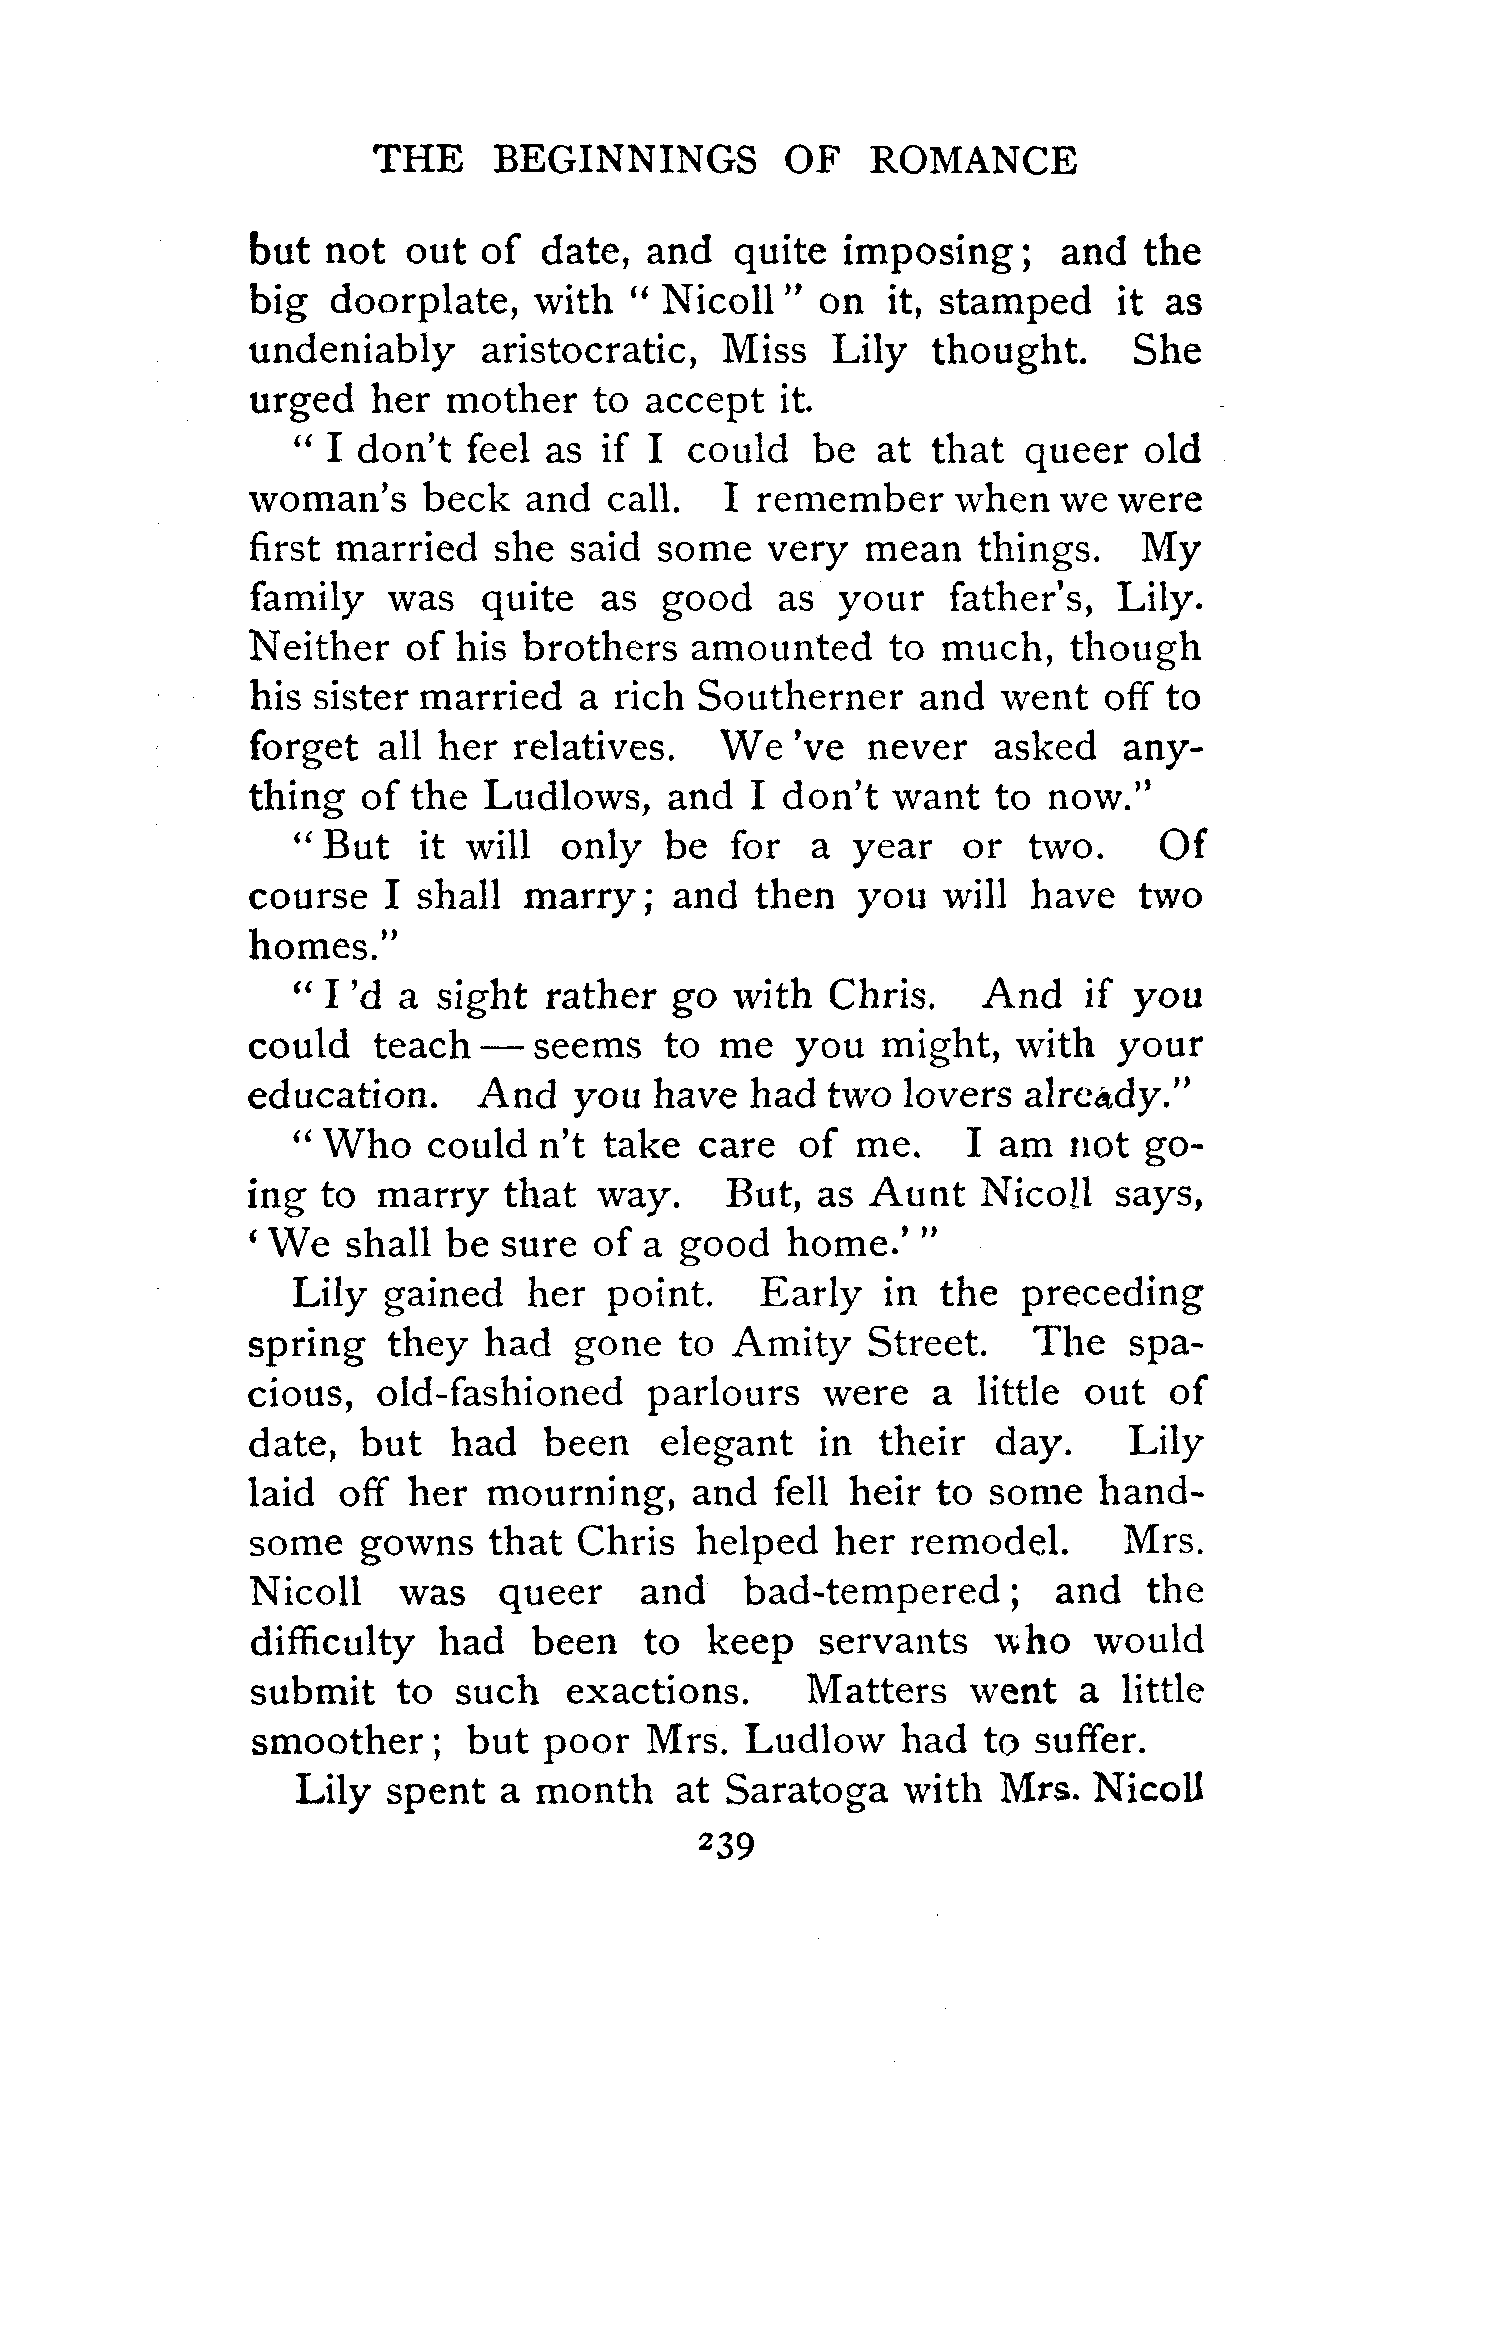 THE BEGINNINGS OF ROMANCE
but not out of date, and quite imposing; and the
big doorplate, with "Nicoll" on it, stamped it as
undeniably aristocratic, Miss Lily thought. She
urged her mother to accept it.
"I don't feel as if I could be at that queer old
woman's beck and call. I remember when we were
first married she said some very mean things. My
family was quite as good as your father's, Lily.
Neither of his brothers amounted to much, though
his sister married a rich Southerner and went off to
forget all her relatives. We 've never asked any-
thing of the Ludlows, and I don't want to now."
"But it will only be for a year or two. Of
course I shall marry; and then you will have two
homes."
"I 'd a sight rather go with Chris. And if you
could teach — seems to me you might, with your
education. And you have had two lovers already."
"Who could n't take care of me. I am not go-
ing to marry that way. But, as Aunt Nicoll says,
'We shall be sure of a good home.'"
Lily gained her point. Early in the preceding
spring they had gone to Amity Street. The spa-
cious, old-fashioned parlours were a little out of
date, but had been elegant in their day. Lily
laid off her mourning, and fell heir to some hand-
some gowns that Chris helped her remodel. Mrs.
Nicoll was queer and bad-tempered; and the
difficulty had been to keep servants who would
submit to such exactions. Matters went a little
smoother; but poor Mrs. Ludlow had to suffer.
Lily spent a month at Saratoga with Mrs. Nicoll
239